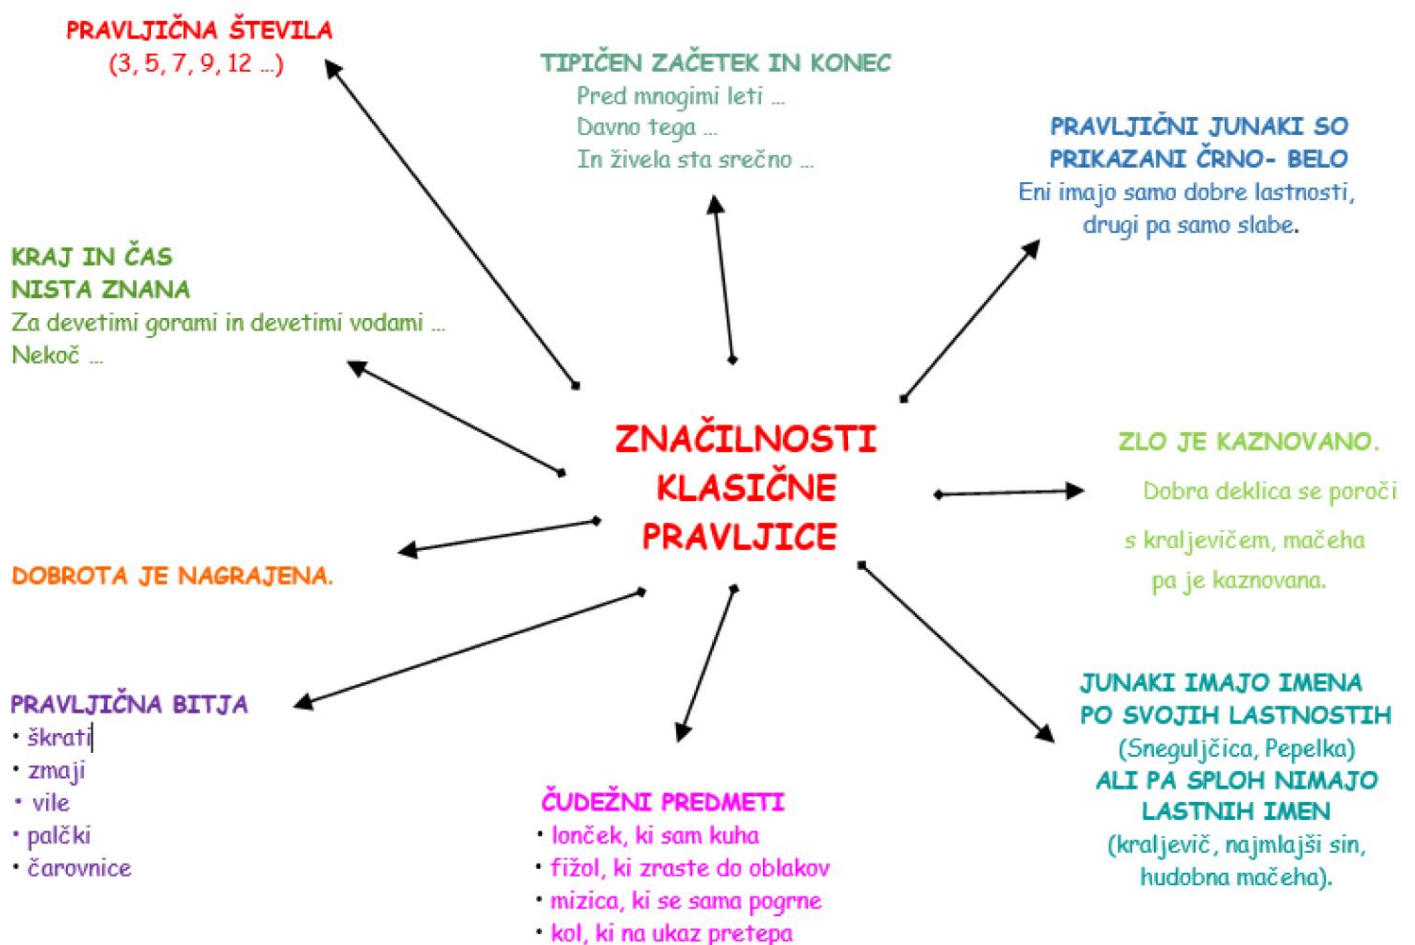 PRAVLJIČNA ŠTEVILA
(3, 5, 7, 9, 12 ...)
TIPIČEN ZAČETEK IN KONEC
Pred mnogimi leti ...
Davno tega ...
In živela sta srečno ...
PRAVLJIČNI JUNAKI SO
PRIKAZANI ČRNO- BELO
Eni imajo samo dobre lastnosti,
drugi pa samo slabe.
KRAJ IN ČAS
NISTA ZNANA
Za devetimi gorami in devetimi vodami ...
Nekoč ...
ZNAČILNOSTI
KLASIČNE
PRAVLJICE
ZLO JE KAZNOVANO.
Dobra deklica se poroči
s kraljevičem, mačeha
pa je kaznovana.
DOBROTA JE NAGRAJENA.
PRAVLJIČNA BITJA
• škrati
• zmaji
• vile
• palčki
• čarovnice
ČUDEŽNI PREDMETI
• lonček, ki sam kuha
• fižol, ki zraste do oblakov
• mizica, ki se sama pogrne
• kol, ki na ukaz pretepa
JUNAKI IMAJO IMENA
PO SVOJIH LASTNOSTIH
(Sneguljčica, Pepelka)
ALI PA SPLOH NIMAJO
LASTNIH IMEN
(kraljevič, najmlajši sin,
hudobna mačeha).